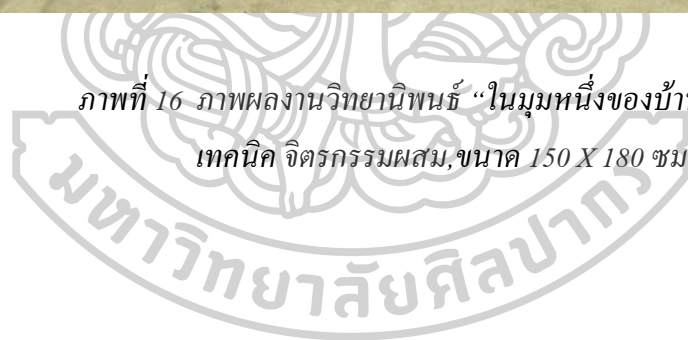 ภาพที่ 16 ภาพผลงานวิทยานิพนธ์ “ในมุมหนึ่งของบ้าน
เทคนิค จิตรกรรมผสม,ขนาด 150 X 180 ซม
มหาวิทยาลัยศิลปากร